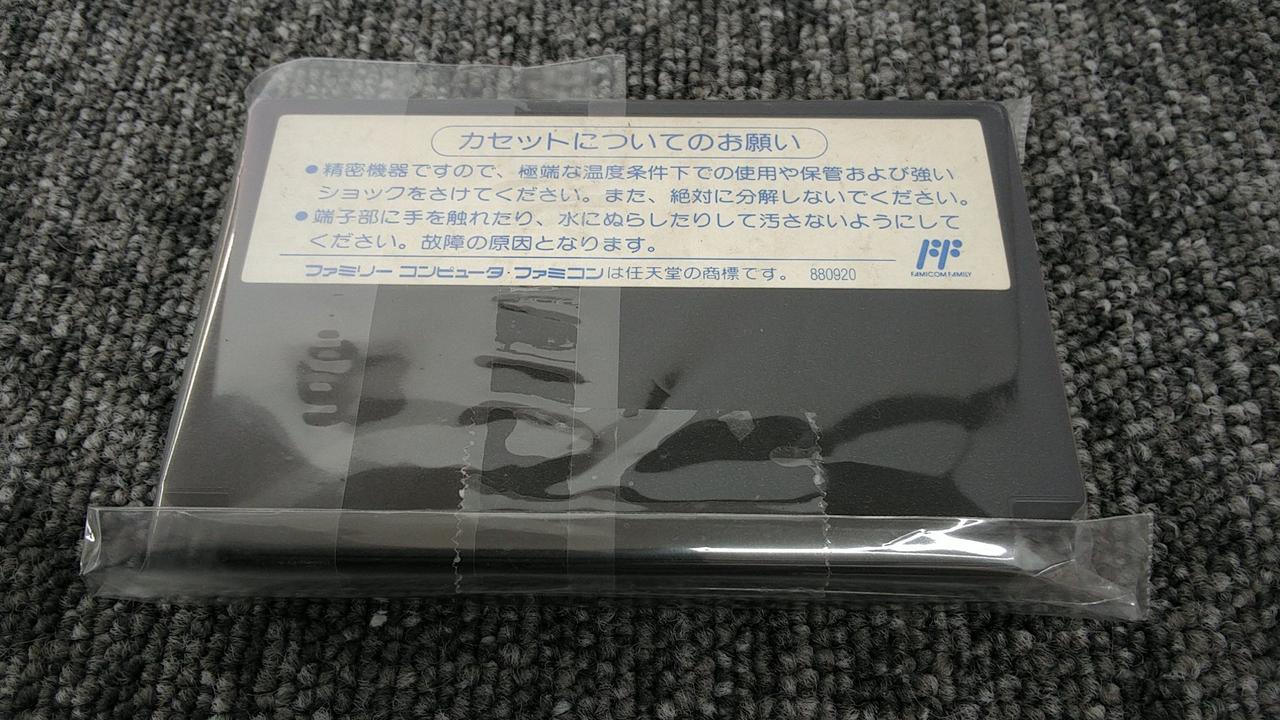 カセットについてのお願い
●精密機器ですので、極端な温度条件下での使用や保管および強い
ショックをさけてください。また、絶対に分解しないでください。
●端子部に手を触れたり、水にぬらしたりして汚さないようにして
ください。故障の原因となります。
FF
FAMICOM FAMILY
ファミリー コンピュータ・ファミコンは任天堂の商標です。 880920